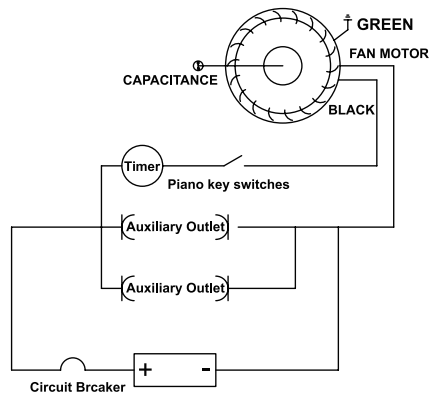 GREEN
FAN MOTOR
CAPACITANCE
BLACK
Timer
Piano key switches
Auxiliary Outlet
Auxiliary Outlet
+ -
Circuit Brcaker